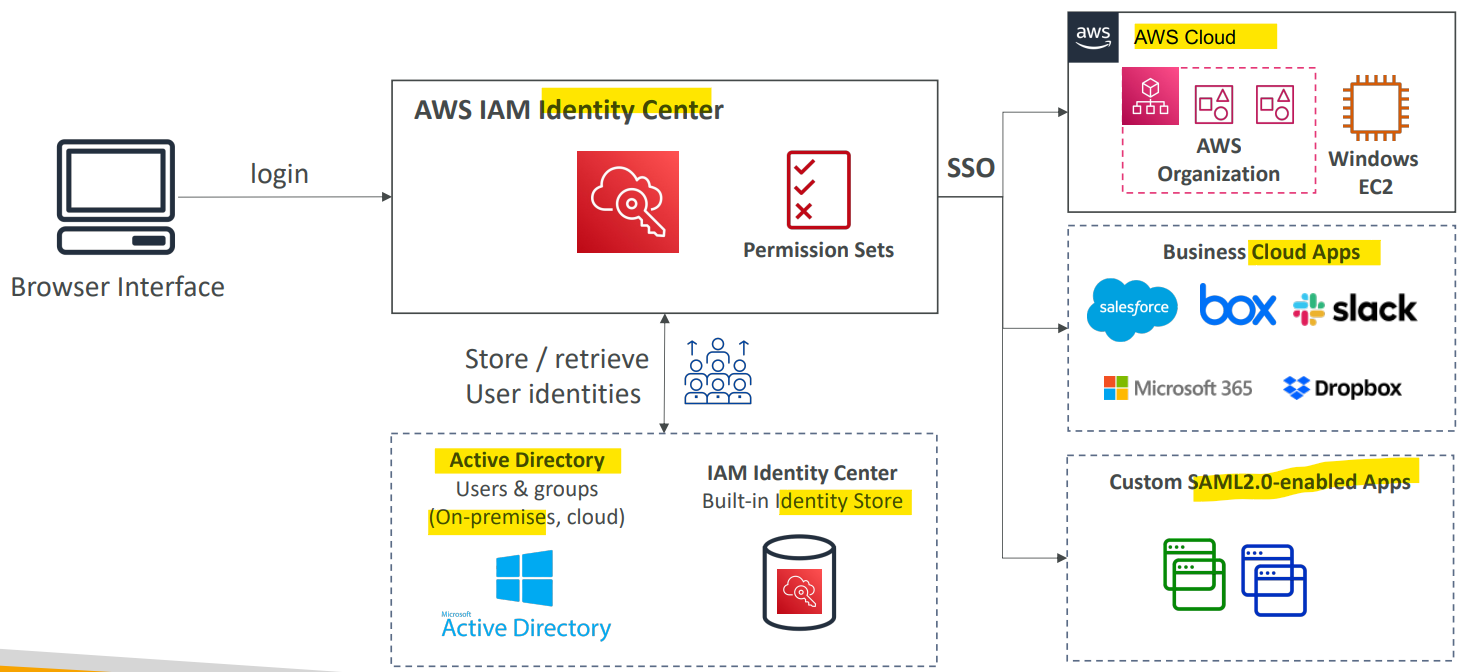 Browser Interface
login
AWS IAM Identity Center
Permission Sets
Store / retrieve
User identities
Active Directory
Users & groups
(On-premises, cloud)
Microsoft
Active Directory
IAM Identity Center
Built-in Identity Store
SSO
aws
AWS Cloud
AWS
Organization
Windows
EC2
Business Cloud Apps
salesforce
box
slack
Microsoft 365
Dropbox
Custom SAML2.0-enabled Apps